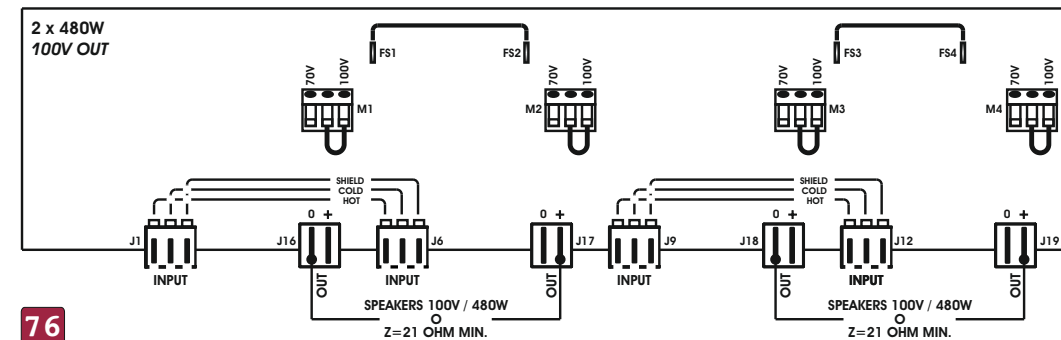 2 x 480W
100V OUT
FS1 FS2 FS3 FS4
70V 100V 70V 100V 70V 100V 70V 100V
M1 M2 M3 M4
SHIELD SHIELD
COLD COLD
HOT HOT
0 + 0 + 0 + 0 +
J1 J16 J6 J17 J9 J18 J12 J19
INPUT OUT INPUT OUT INPUT OUT INPUT OUT
SPEAKERS 100V / 480W SPEAKERS 100V / 480W
Z=21 OHM MIN. Z=21 OHM MIN.
76